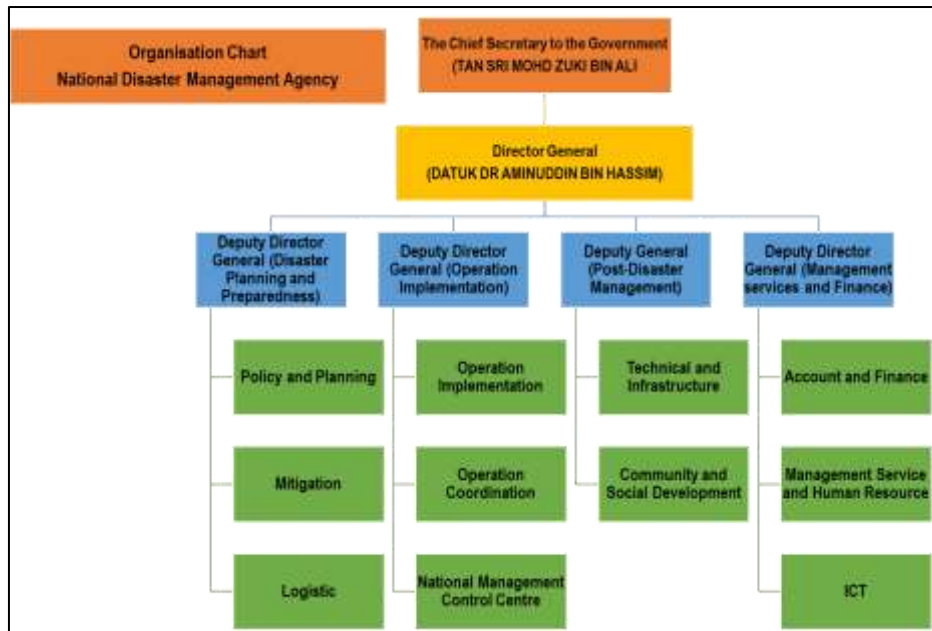 Organisation Chart
National Disaster Management Agency
The Chief Secretary to the Government
(TAN SRI MOHD ZUKI BIN ALI
Director General
(DATUK DR AMINUDDIN BIN HASSIM)
Deputy Director
General (Disaster
Planning and
Preparedness)
Deputy Director
General (Operation
Implementation)
Deputy General
(Post-Disaster
Management)
Deputy Director
General (Management
services and Finance)
Policy and Planning
Operation
Implementation
Technical and
Infrastructure
Account and Finance
Mitigation
Operation
Coordination
Community and
Social Development
Management Service
and Human Resource
Logistic
National Management
Control Centre
ICT